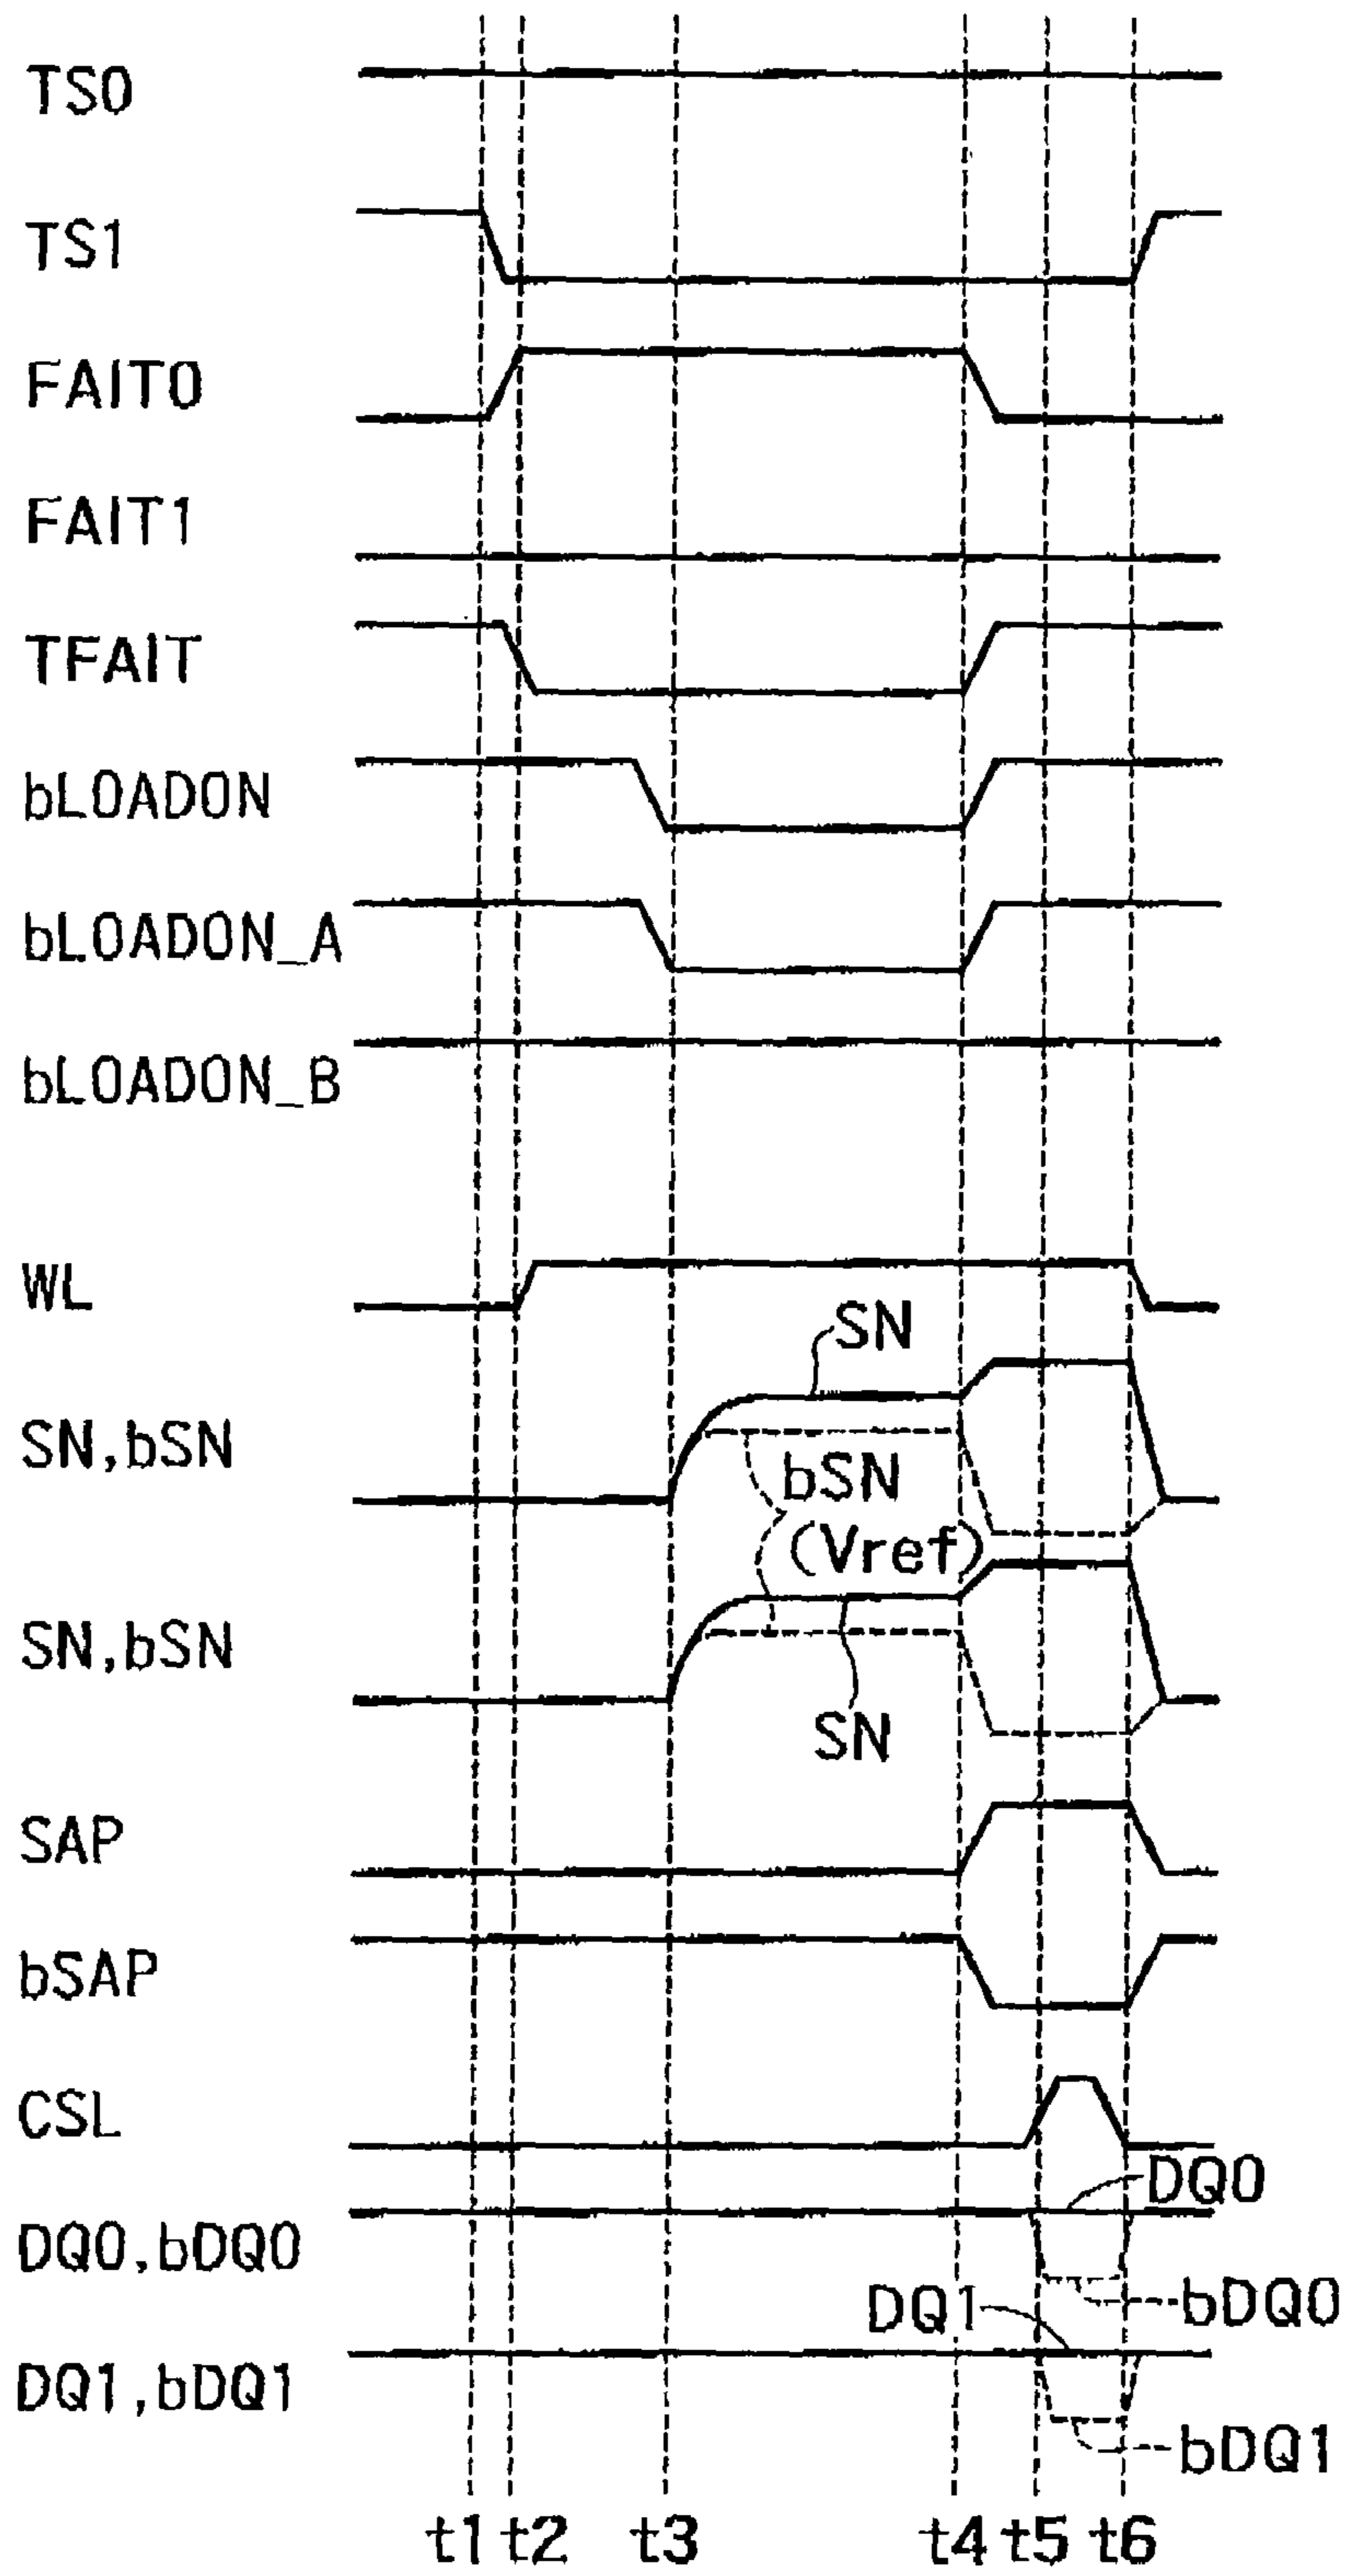 TS0
TS1
FAIT0
FAIT1
TFAIT
bLOADON
bLOADON_A
bLOADON_B
WL
SN
SN,bSN
bSN
(Vref)
SN,bSN
SN
SAP
bSAP
CSL
DQ0
DQ0,bDQ0
bDQ0
DQ1
DQ1,bDQ1
bDQ1
t1 t2 t3 t4 t5 t6